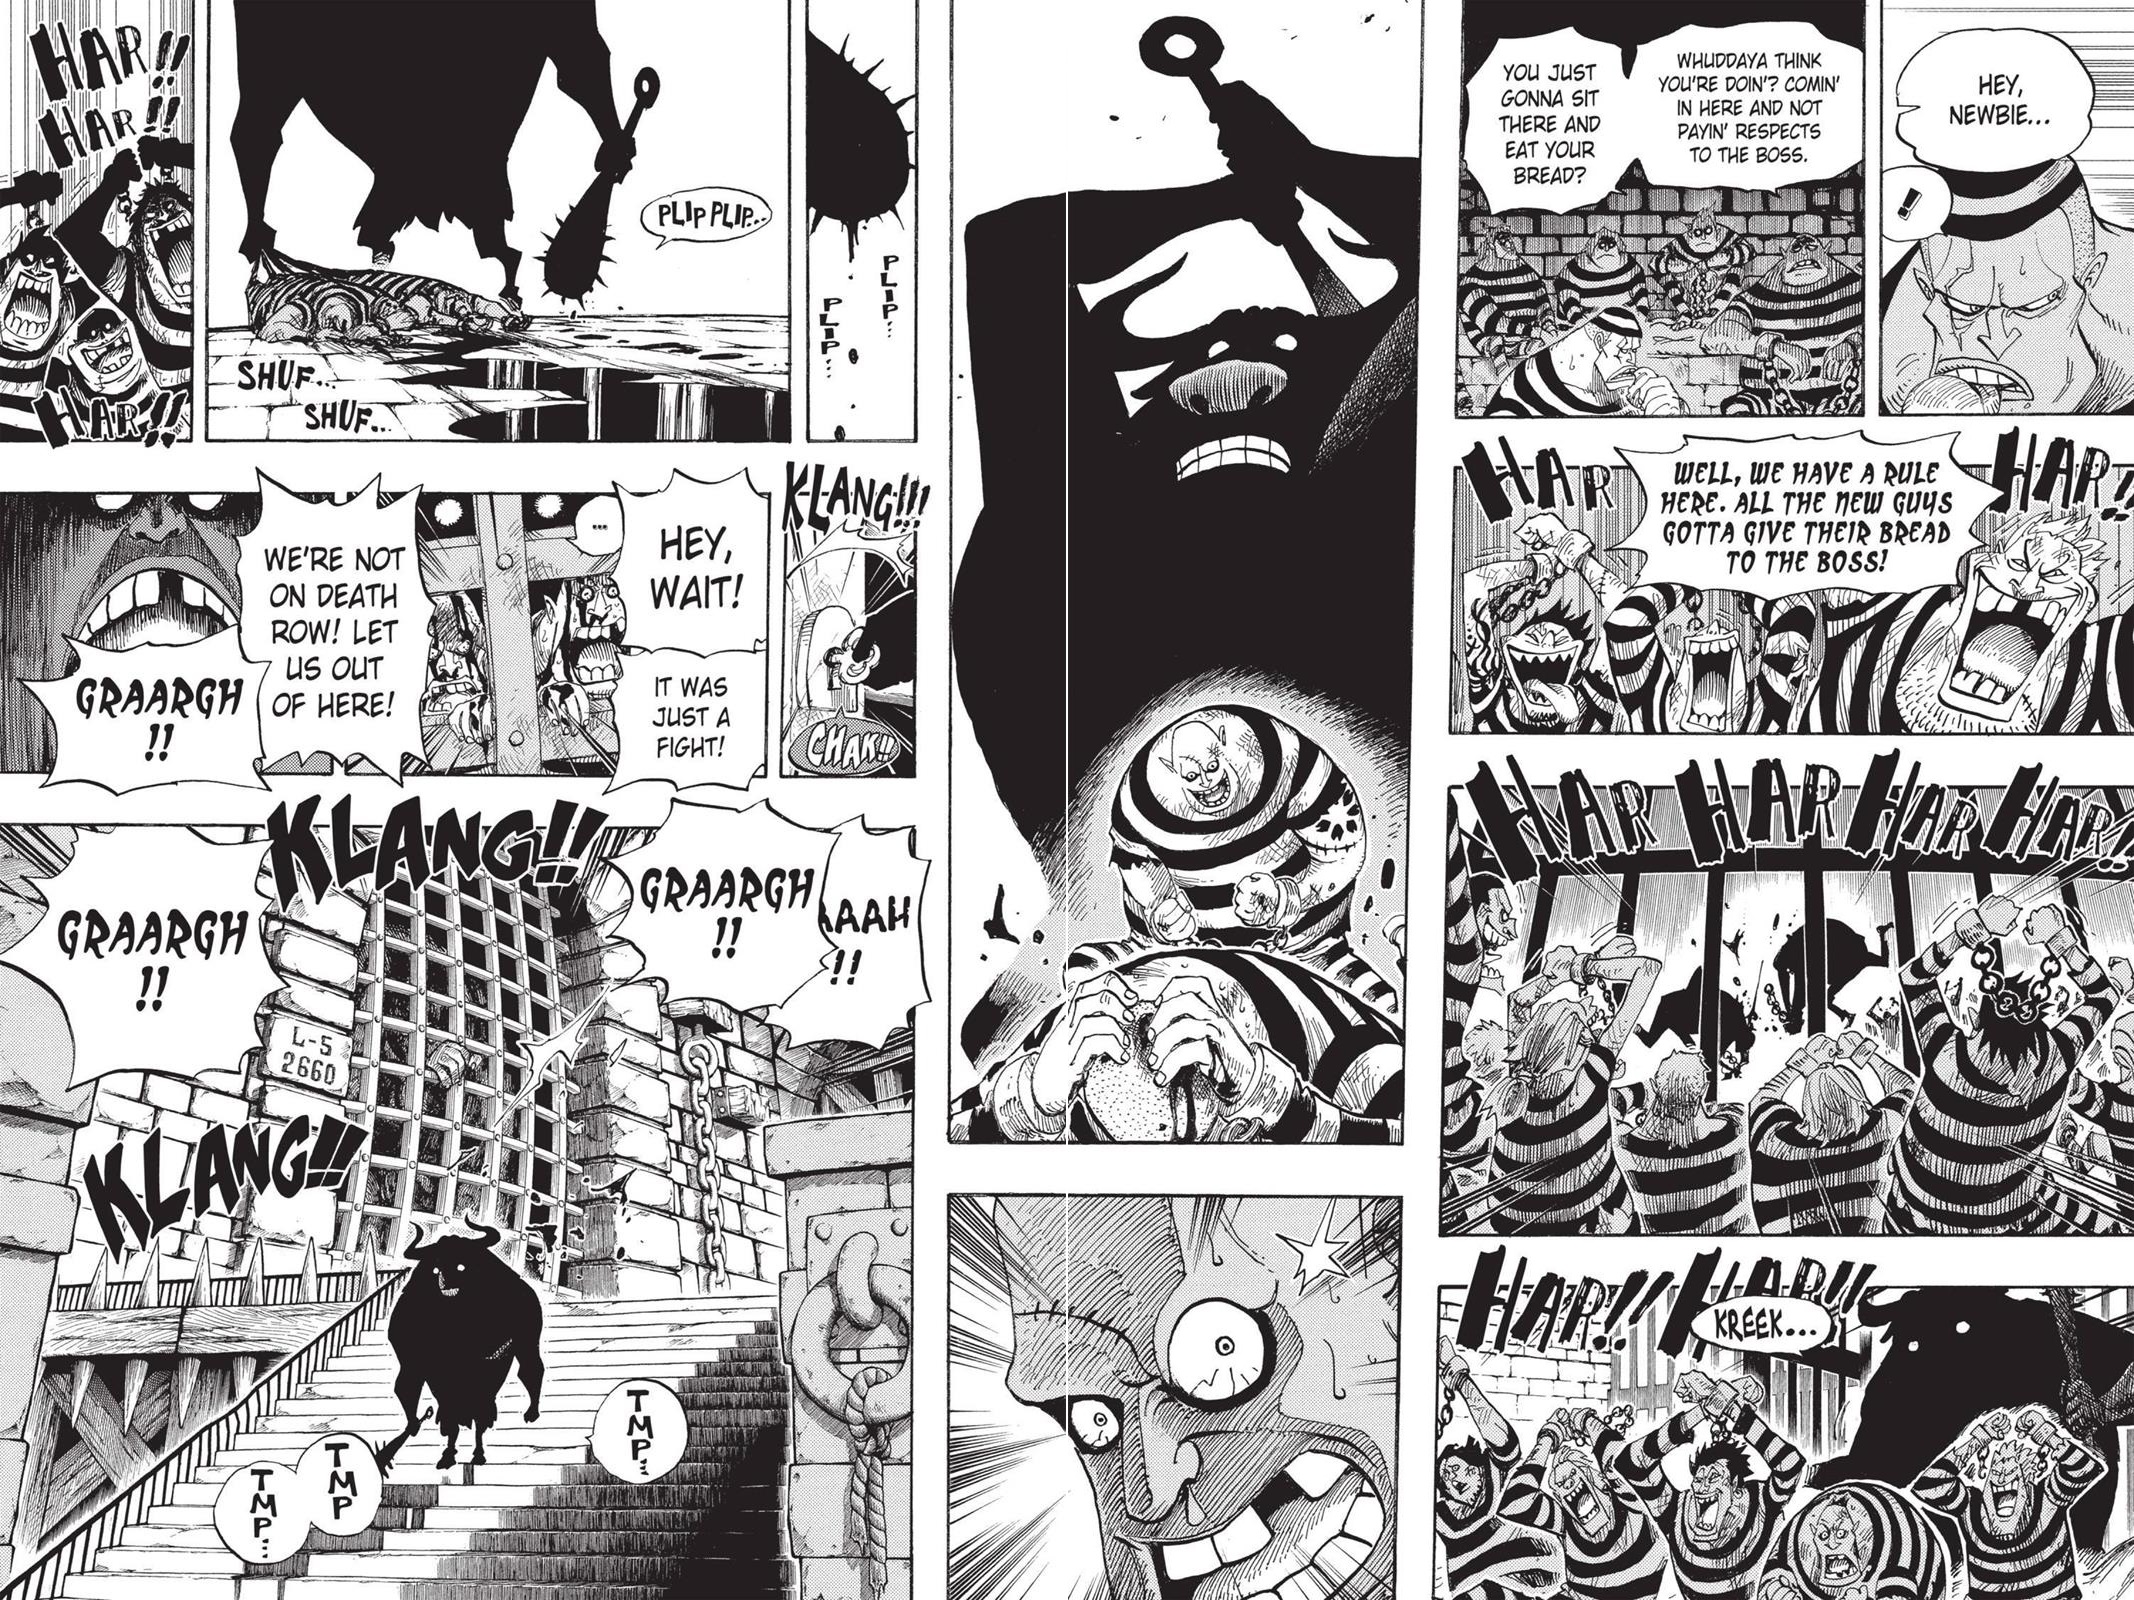 HEY,
NEWBIE...
!
WHUDDAYA THINK
YOU'RE DOIN'? COMIN'
IN HERE AND NOT
PAYIN' RESPECTS
TO THE BOSS.
YOU JUST
GONNA SIT
THERE AND
EAT YOUR
BREAD?
HAR!!
WELL, WE HAVE A RULE
HERE. ALL THE NEW GUYS
GOTTA GIVE THEIR BREAD
TO THE BOSS!
HAR
HAR HAR HAR HAR!!
HAR!! HAR!!
KREEK...
PLIP...
PLIP...
PLIP PLIP...
SHUF...
SHUF...
HAR!!
HAR!!
HAR!!
KLANG!!!
CHAK!!
HEY,
WAIT!
IT WAS
JUST A
FIGHT!
...
WE'RE NOT
ON DEATH
ROW! LET
US OUT
OF HERE!
GRAARGH
!!
AAAH
!!
GRAARGH
!!
KLANG!!
GRAARGH
!!
L-5
2660
KLANG!!
TMP...
TMP
TMP...